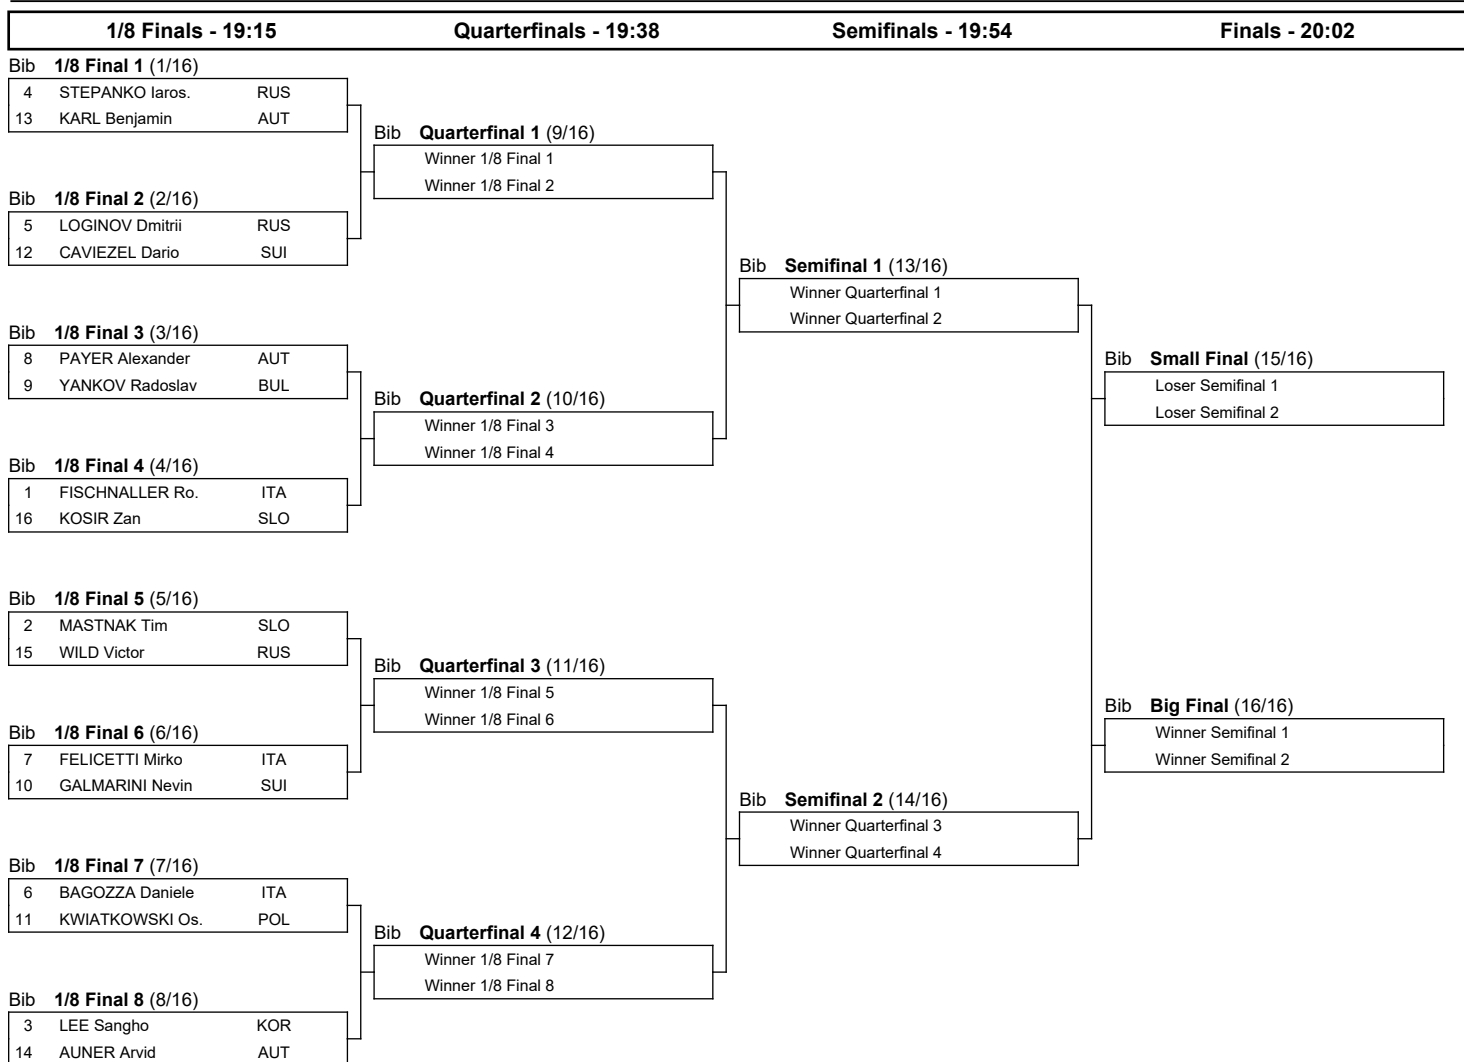 1/8 Finals - 19:15 Quarterfinals - 19:38 Semifinals - 19:54 Finals - 20:02
Bib 1/8 Final 1 (1/16)
4 STEPANKO Iaros. RUS
13 KARL Benjamin AUT
Bib 1/8 Final 2 (2/16)
5 LOGINOV Dmitrii RUS
12 CAVIEZEL Dario SUI
Bib 1/8 Final 3 (3/16)
8 PAYER Alexander AUT
9 YANKOV Radoslav BUL
Bib 1/8 Final 4 (4/16)
1 FISCHNALLER Ro. ITA
16 KOSIR Zan SLO
Bib 1/8 Final 5 (5/16)
2 MASTNAK Tim SLO
15 WILD Victor RUS
Bib 1/8 Final 6 (6/16)
7 FELICETTI Mirko ITA
10 GALMARINI Nevin SUI
Bib 1/8 Final 7 (7/16)
6 BAGOZZA Daniele ITA
11 KWIATKOWSKI Os. POL
Bib 1/8 Final 8 (8/16)
3 LEE Sangho KOR
14 AUNER Arvid AUT
Bib Quarterfinal 1 (9/16)
Winner 1/8 Final 1
Winner 1/8 Final 2
Bib Quarterfinal 2 (10/16)
Winner 1/8 Final 3
Winner 1/8 Final 4
Bib Quarterfinal 3 (11/16)
Winner 1/8 Final 5
Winner 1/8 Final 6
Bib Quarterfinal 4 (12/16)
Winner 1/8 Final 7
Winner 1/8 Final 8
Bib Semifinal 1 (13/16)
Winner Quarterfinal 1
Winner Quarterfinal 2
Bib Semifinal 2 (14/16)
Winner Quarterfinal 3
Winner Quarterfinal 4
Bib Small Final (15/16)
Loser Semifinal 1
Loser Semifinal 2
Bib Big Final (16/16)
Winner Semifinal 1
Winner Semifinal 2